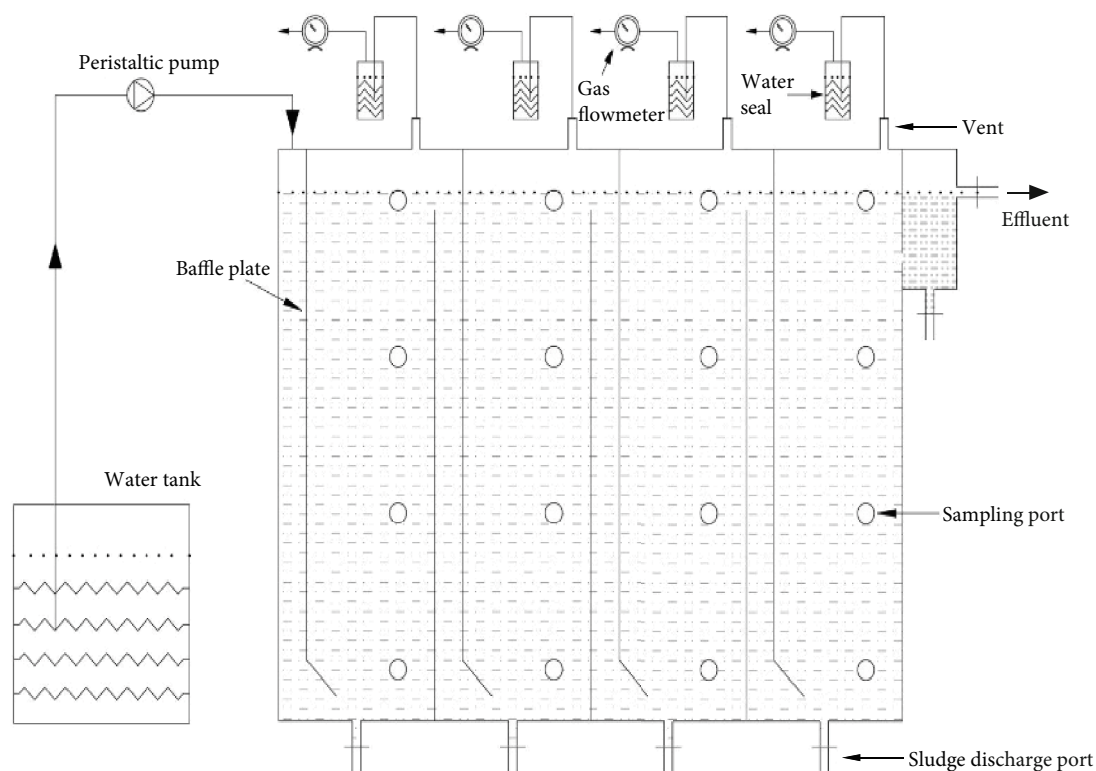 Peristaltic pump
Gas
flowmeter
Water
seal
Vent
Effluent
Baffle plate
Water tank
Sampling port
Sludge discharge port